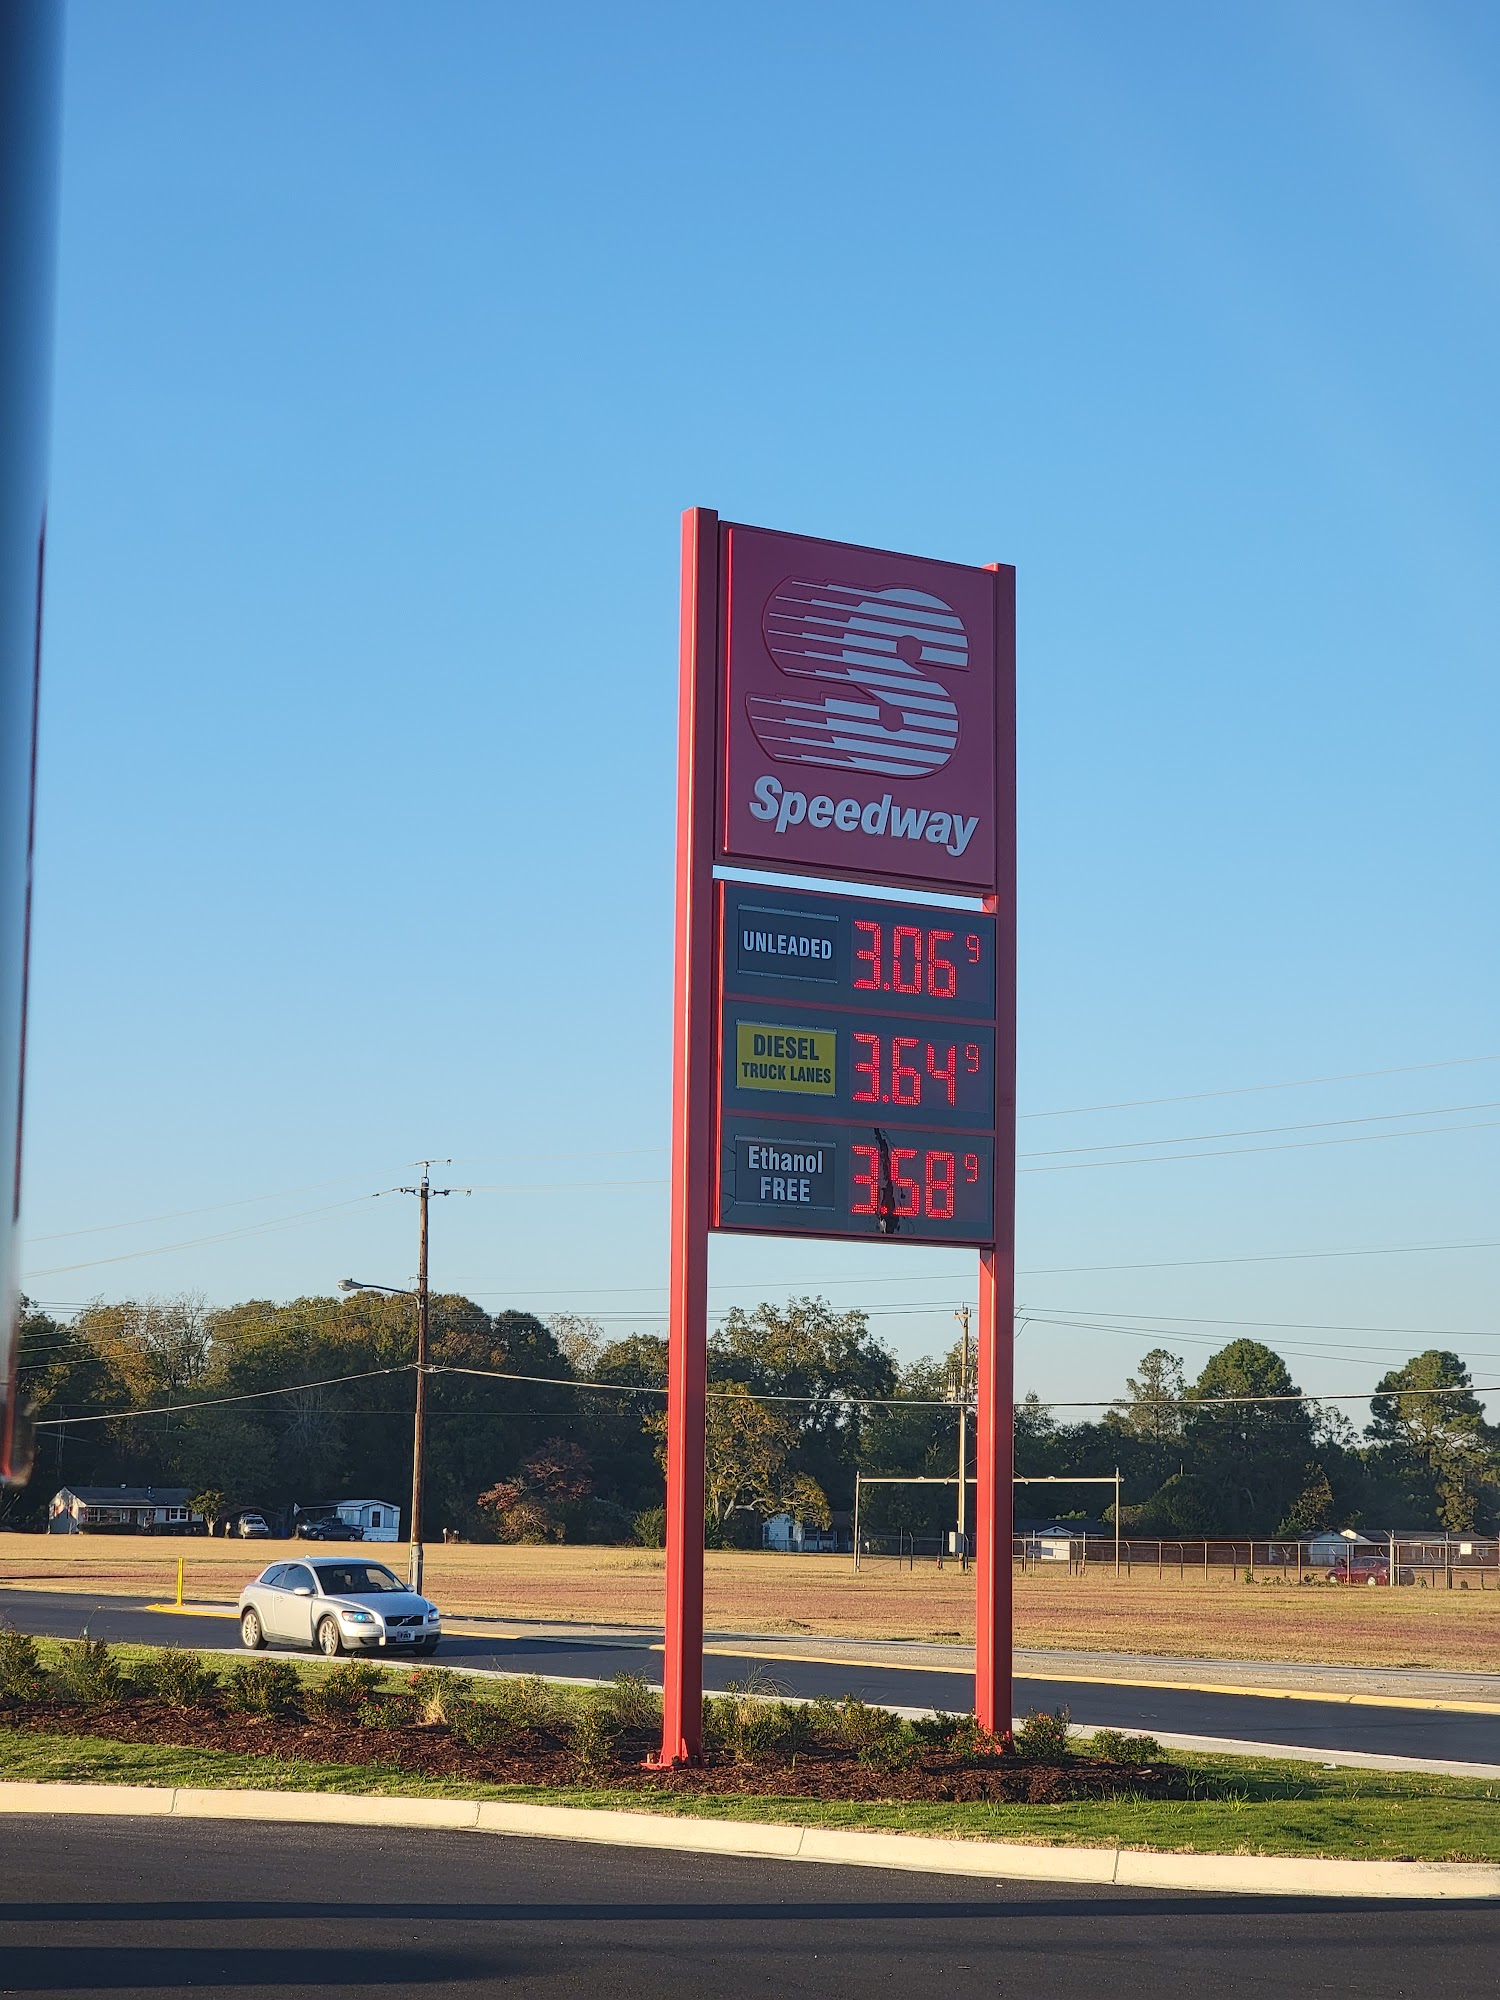 Speedway
UNLEADED 3.06 9
DIESEL
TRUCK LANES 3.64 9
Ethanol
FREE 3.58 9